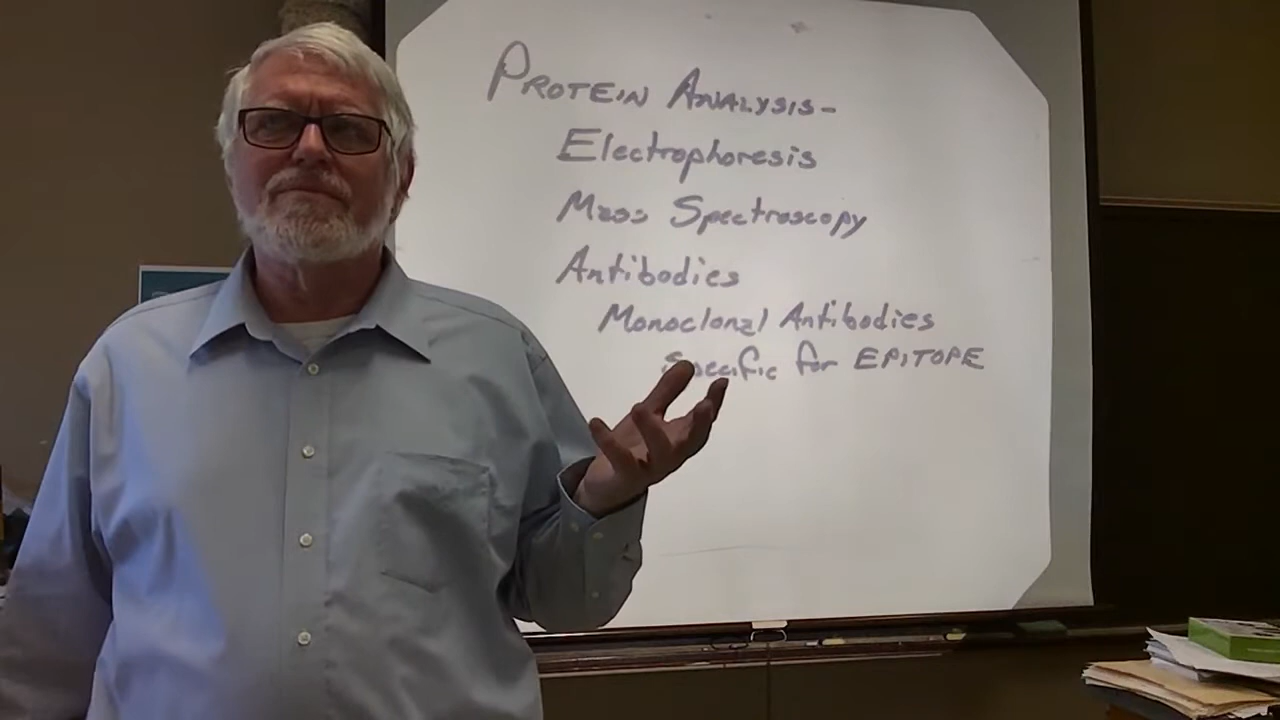 PROTEIN ANALYSIS-
Electrophoresis
Mass Spectroscopy
Antibodies
Monoclonal Antibodies
Specific for EPITOPE